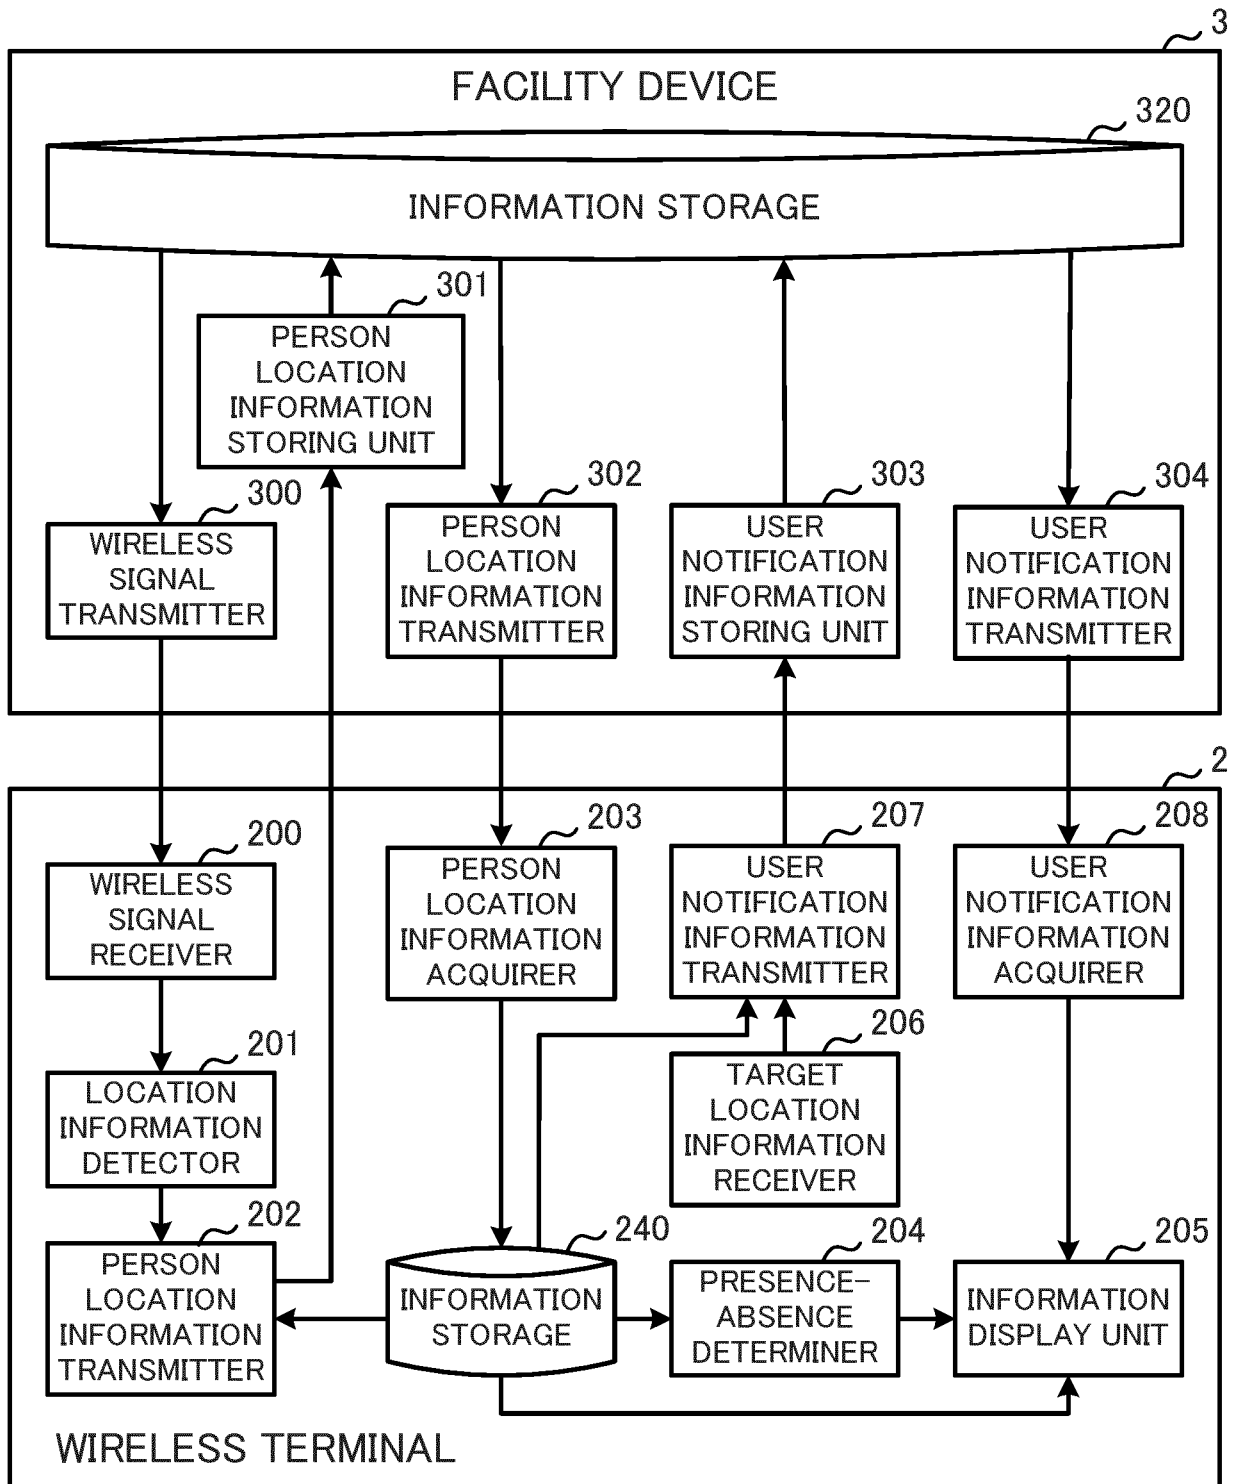 3
FACILITY DEVICE
320
INFORMATION STORAGE
301
PERSON
LOCATION
INFORMATION
STORING UNIT
300
WIRELESS
SIGNAL
TRANSMITTER
302
PERSON
LOCATION
INFORMATION
TRANSMITTER
303
USER
NOTIFICATION
INFORMATION
STORING UNIT
304
USER
NOTIFICATION
INFORMATION
TRANSMITTER
2
200
WIRELESS
SIGNAL
RECEIVER
203
PERSON
LOCATION
INFORMATION
ACQUIRER
207
USER
NOTIFICATION
INFORMATION
TRANSMITTER
208
USER
NOTIFICATION
INFORMATION
ACQUIRER
201
LOCATION
INFORMATION
DETECTOR
206
TARGET
LOCATION
INFORMATION
RECEIVER
202
PERSON
LOCATION
INFORMATION
TRANSMITTER
240
INFORMATION
STORAGE
204
PRESENCE-
ABSENCE
DETERMINER
205
INFORMATION
DISPLAY UNIT
WIRELESS TERMINAL